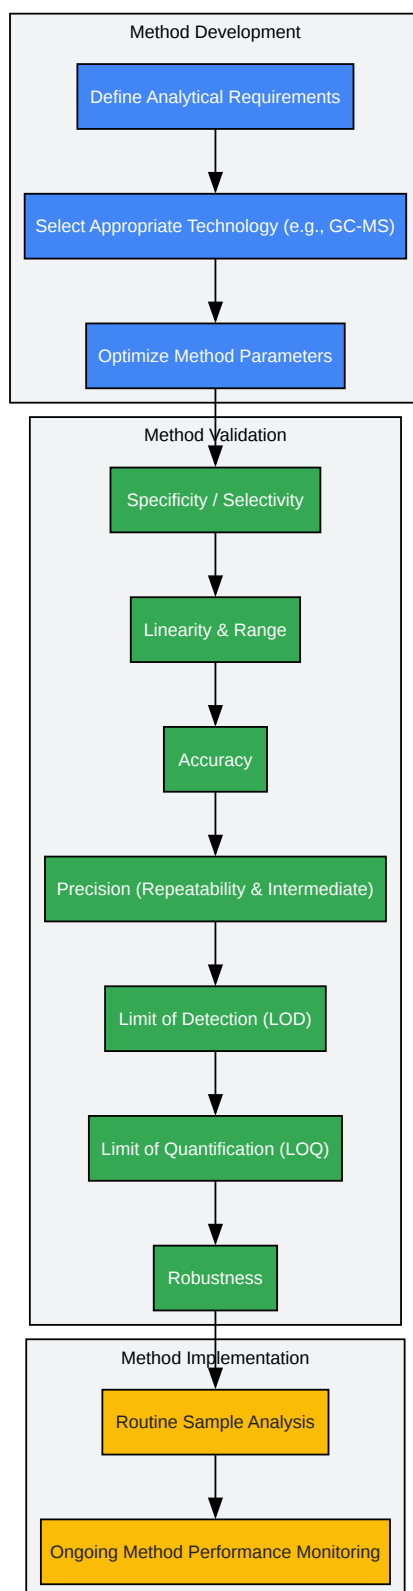 Method Development
Define Analytical Requirements
Select Appropriate Technology (e.g., GC-MS)
Optimize Method Parameters
Method Validation
Specificity / Selectivity
Linearity & Range
Accuracy
Precision (Repeatability & Intermediate)
Limit of Detection (LOD)
Limit of Quantification (LOQ)
Robustness
Method Implementation
Routine Sample Analysis
Ongoing Method Performance Monitoring